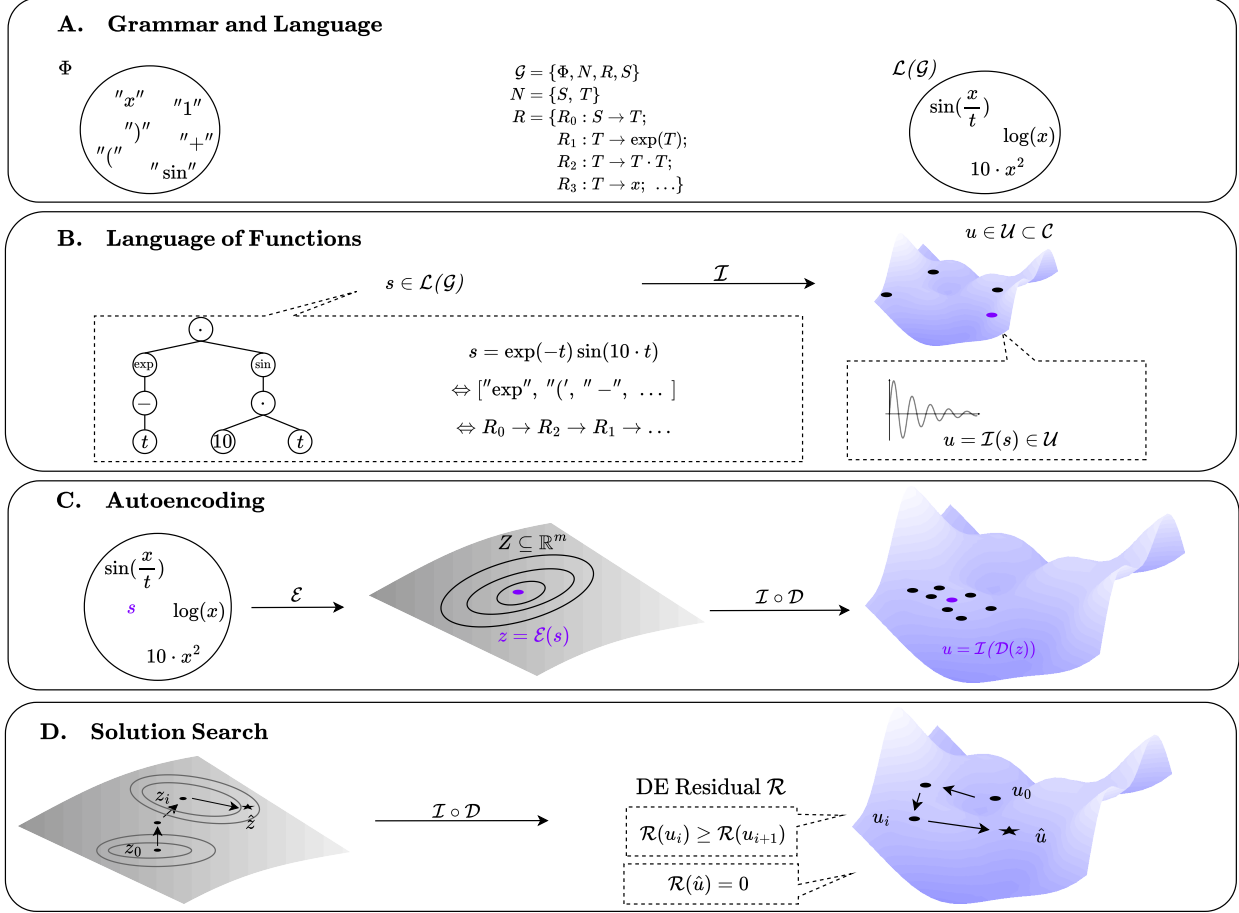 A. Grammar and Language
Φ
"x"
"1"
")"
"+"
"("
"sin"
𝒢 = {Φ, N, R, S}
N = {S, T}
R = {R₀ : S → T;
R₁ : T → exp(T);
R₂ : T → T · T;
R₃ : T → x; …}
ℒ(𝒢)
sin(x/t)
log(x)
10 · x²
B. Language of Functions
s ∈ ℒ(𝒢)
ℐ
u ∈ 𝒰 ⊂ 𝒞
·
exp
sin
−
·
t
10
t
s = exp(−t) sin(10 · t)
⇔ ["exp", "(', "−", … ]
⇔ R₀ → R₂ → R₁ → …
u = ℐ(s) ∈ 𝒰
C. Autoencoding
sin(x/t)
s
log(x)
10 · x²
ℰ
Z ⊆ ℝᵐ
z = ℰ(s)
ℐ ∘ 𝒟
u = ℐ(𝒟(z))
D. Solution Search
zᵢ
ẑ
z₀
ℐ ∘ 𝒟
DE Residual ℛ
ℛ(uᵢ) ≥ ℛ(uᵢ₊₁)
ℛ(û) = 0
u₀
uᵢ
û